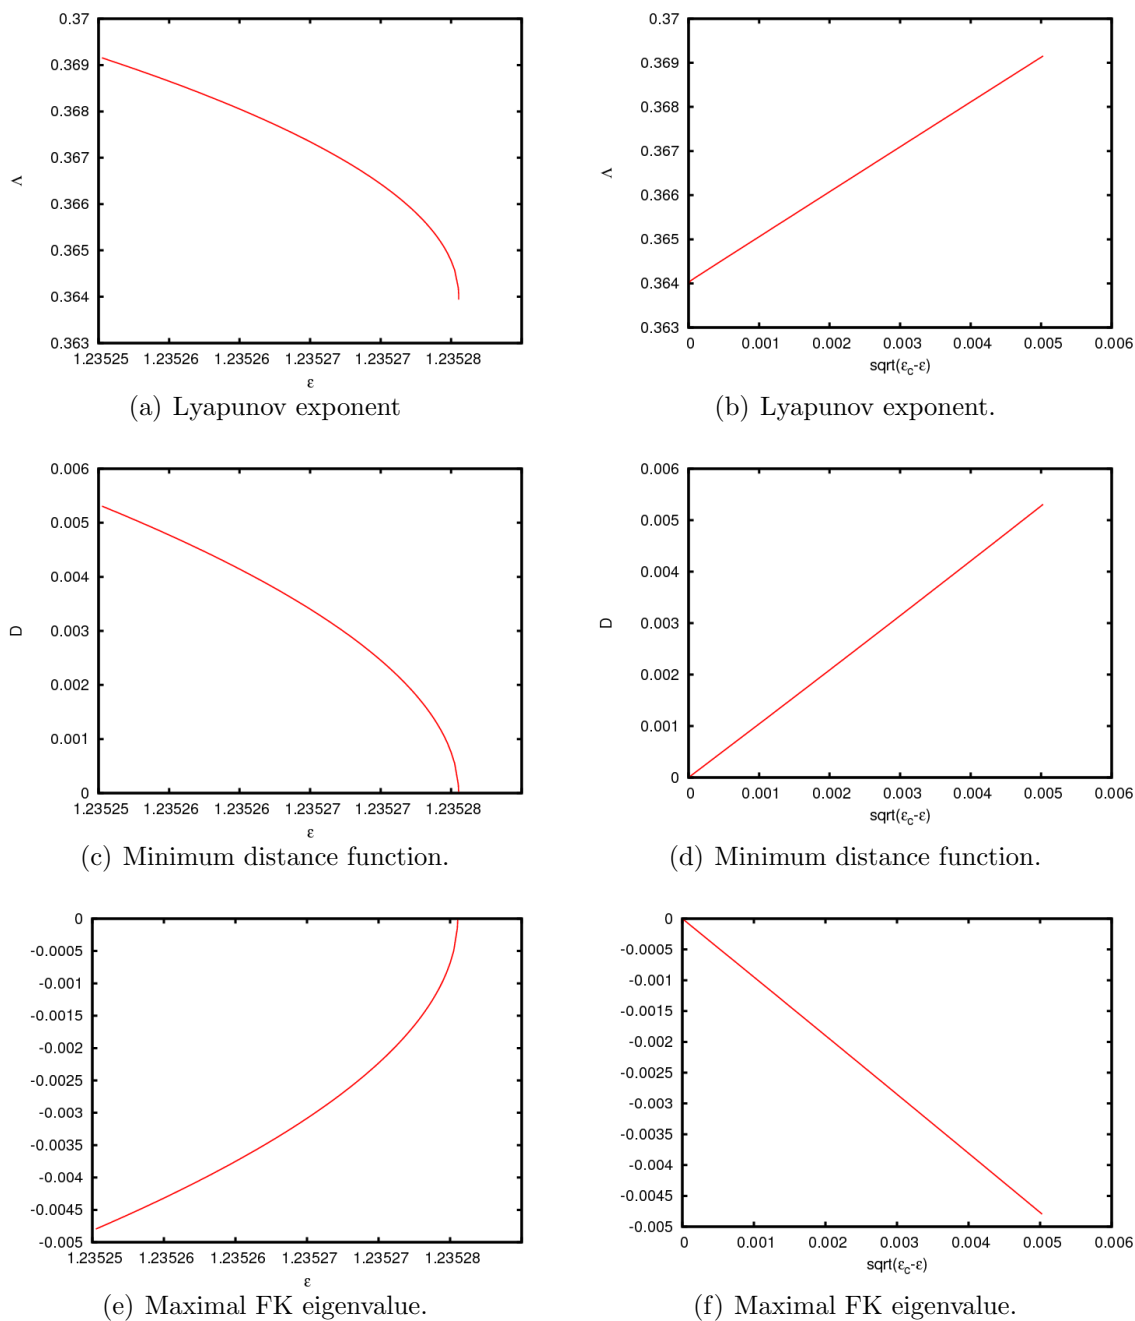 0.37
0.369
0.368
0.367
0.366
0.365
0.364
0.363
Λ
1.23525 1.23526 1.23526 1.23527 1.23527 1.23528
ε
(a) Lyapunov exponent
0.37
0.369
0.368
0.367
0.366
0.365
0.364
0.363
Λ
0 0.001 0.002 0.003 0.004 0.005 0.006
sqrt(εc-ε)
(b) Lyapunov exponent.
0.006
0.005
0.004
0.003
0.002
0.001
0
D
1.23525 1.23526 1.23526 1.23527 1.23527 1.23528
ε
(c) Minimum distance function.
0.006
0.005
0.004
0.003
0.002
0.001
0
D
0 0.001 0.002 0.003 0.004 0.005 0.006
sqrt(εc-ε)
(d) Minimum distance function.
0
-0.0005
-0.001
-0.0015
-0.002
-0.0025
-0.003
-0.0035
-0.004
-0.0045
-0.005
1.23525 1.23526 1.23526 1.23527 1.23527 1.23528
ε
(e) Maximal FK eigenvalue.
0
-0.0005
-0.001
-0.0015
-0.002
-0.0025
-0.003
-0.0035
-0.004
-0.0045
-0.005
0 0.001 0.002 0.003 0.004 0.005 0.006
sqrt(εc-ε)
(f) Maximal FK eigenvalue.